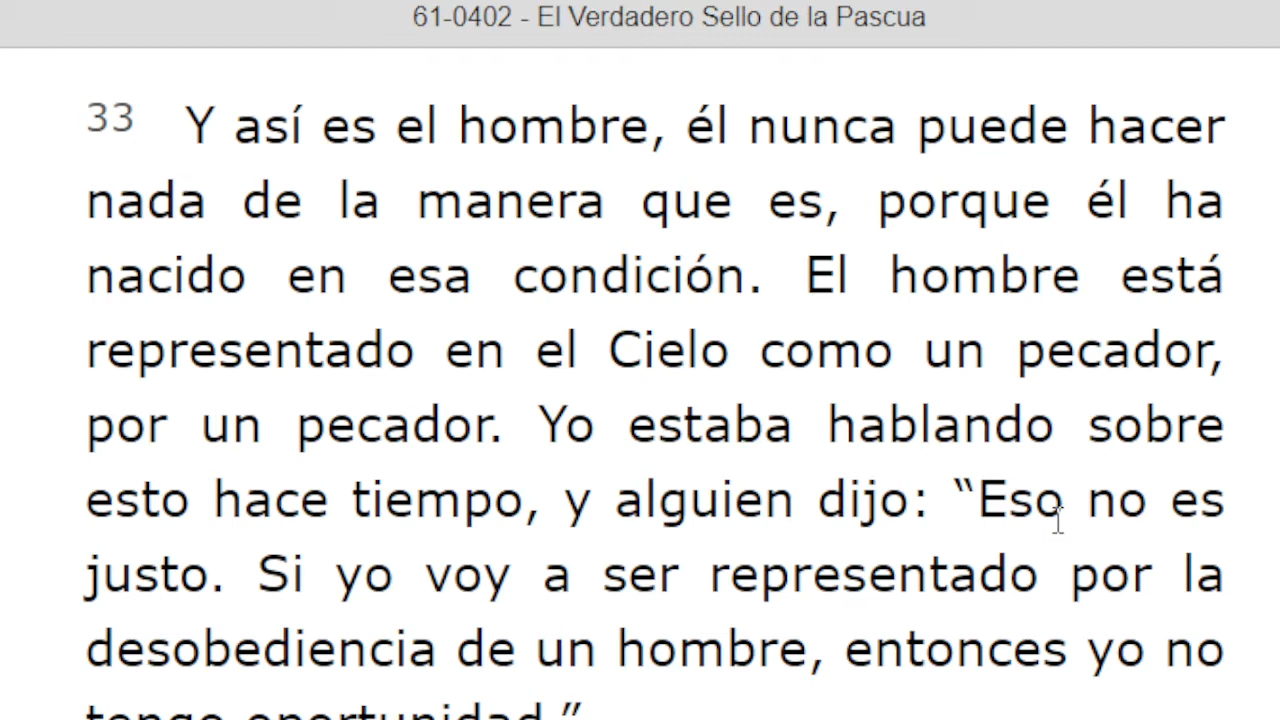 61-0402 - El Verdadero Sello de la Pascua
33 Y así es el hombre, él nunca puede hacer
nada de la manera que es, porque él ha
nacido en esa condición. El hombre está
representado en el Cielo como un pecador,
por un pecador. Yo estaba hablando sobre
esto hace tiempo, y alguien dijo: “Eso no es
justo. Si yo voy a ser representado por la
desobediencia de un hombre, entonces yo no
tengo oportunidad.”